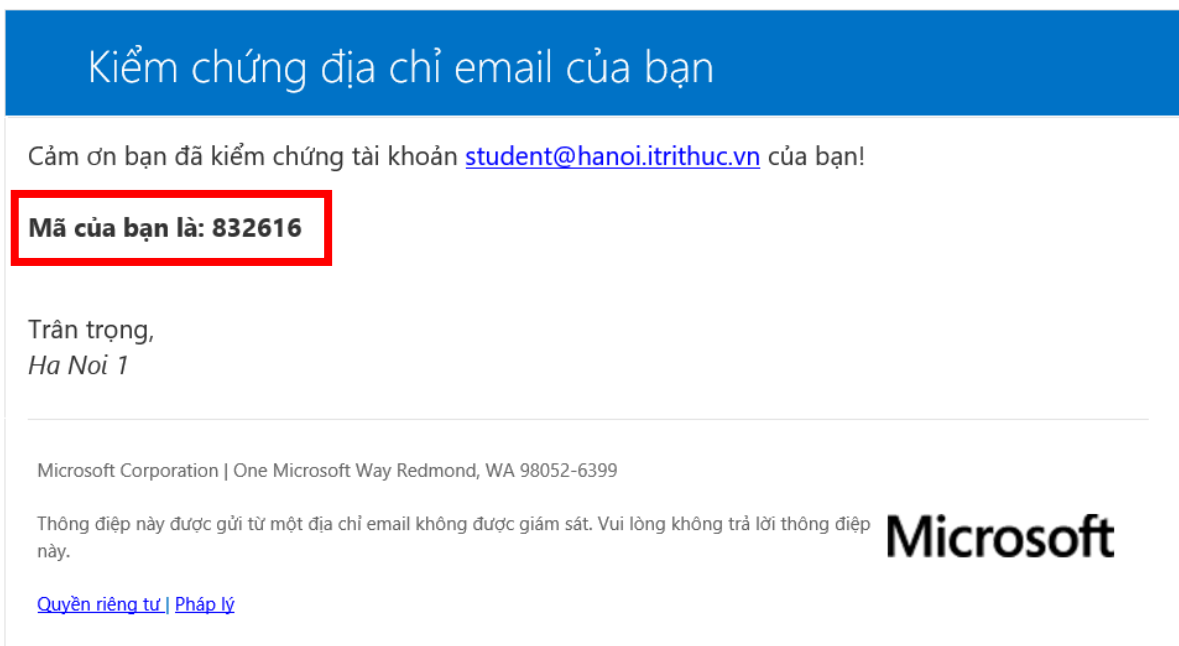 Kiểm chứng địa chỉ email của bạn
Cảm ơn bạn đã kiểm chứng tài khoản student@hanoi.itrithuc.vn của bạn!
Mã của bạn là: 832616
Trân trọng,
Ha Noi 1
Microsoft Corporation | One Microsoft Way Redmond, WA 98052-6399
Thông điệp này được gửi từ một địa chỉ email không được giám sát. Vui lòng không trả lời thông điệp
này.
Microsoft
Quyền riêng tư | Pháp lý